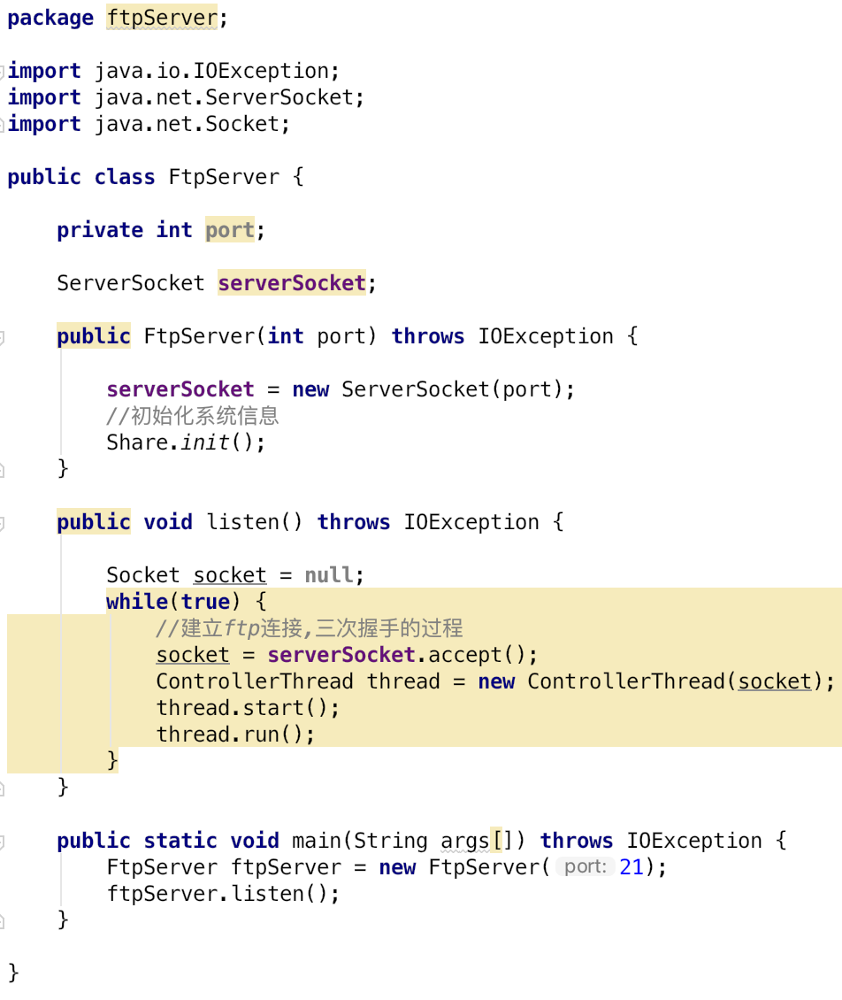 package ftpServer;
import java.io.IOException;
import java.net.ServerSocket;
import java.net.Socket;
public class FtpServer {
private int port;
ServerSocket serverSocket;
public FtpServer(int port) throws IOException {
serverSocket = new ServerSocket(port);
//初始化系统信息
Share.init();
}
public void listen() throws IOException {
Socket socket = null;
while(true) {
//建立ftp连接,三次握手的过程
socket = serverSocket.accept();
ControllerThread thread = new ControllerThread(socket);
thread.start();
thread.run();
}
}
public static void main(String args[]) throws IOException {
FtpServer ftpServer = new FtpServer( port: 21);
ftpServer.listen();
}
}